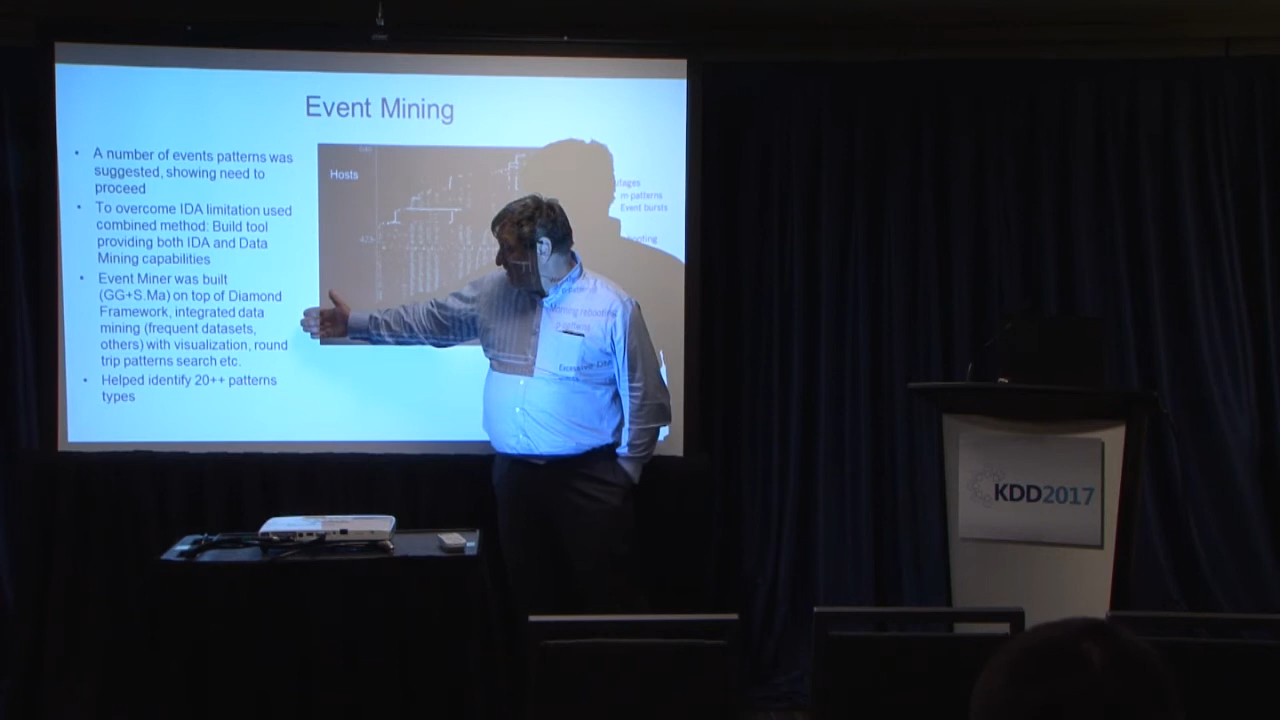 Event Mining
• A number of events patterns was
suggested, showing need to
proceed
• To overcome IDA limitation used
combined method: Build tool
providing both IDA and Data
Mining capabilities
• Event Miner was built
(GG+S.Ma) on top of Diamond
Framework, integrated data
mining (frequent datasets,
others) with visualization, round
trip patterns search etc.
• Helped identify 20++ patterns
types
Hosts
m-patterns
Event bursts
Morning rebooting
KDD2017